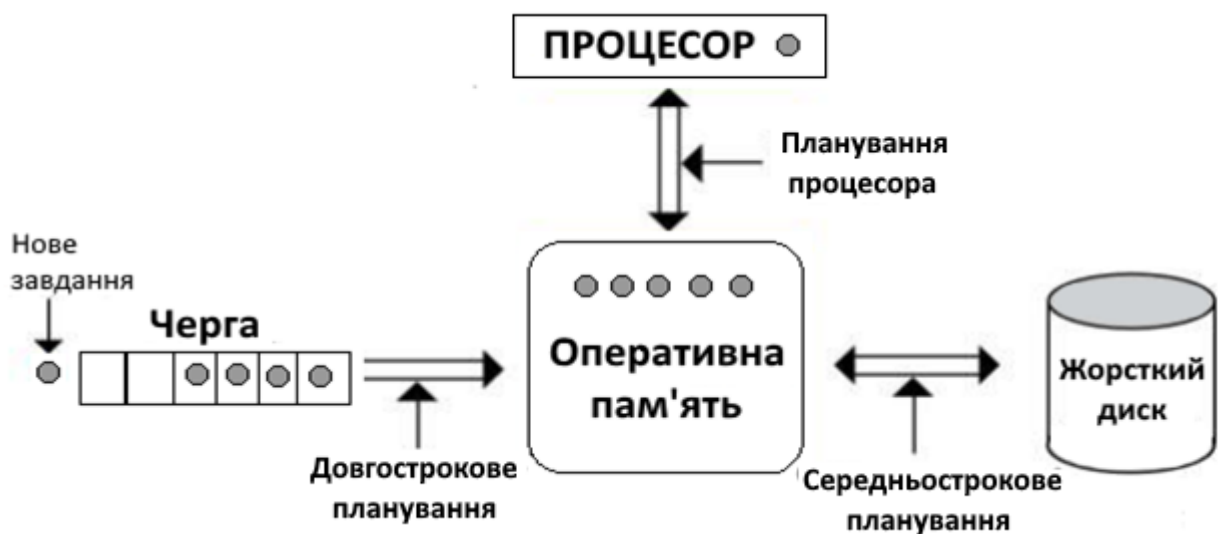 ПРОЦЕСОР
Планування
процесора
Нове
завдання
Черга
Оперативна
пам'ять
Жорсткий
диск
Довгострокове
планування
Середньострокове
планування